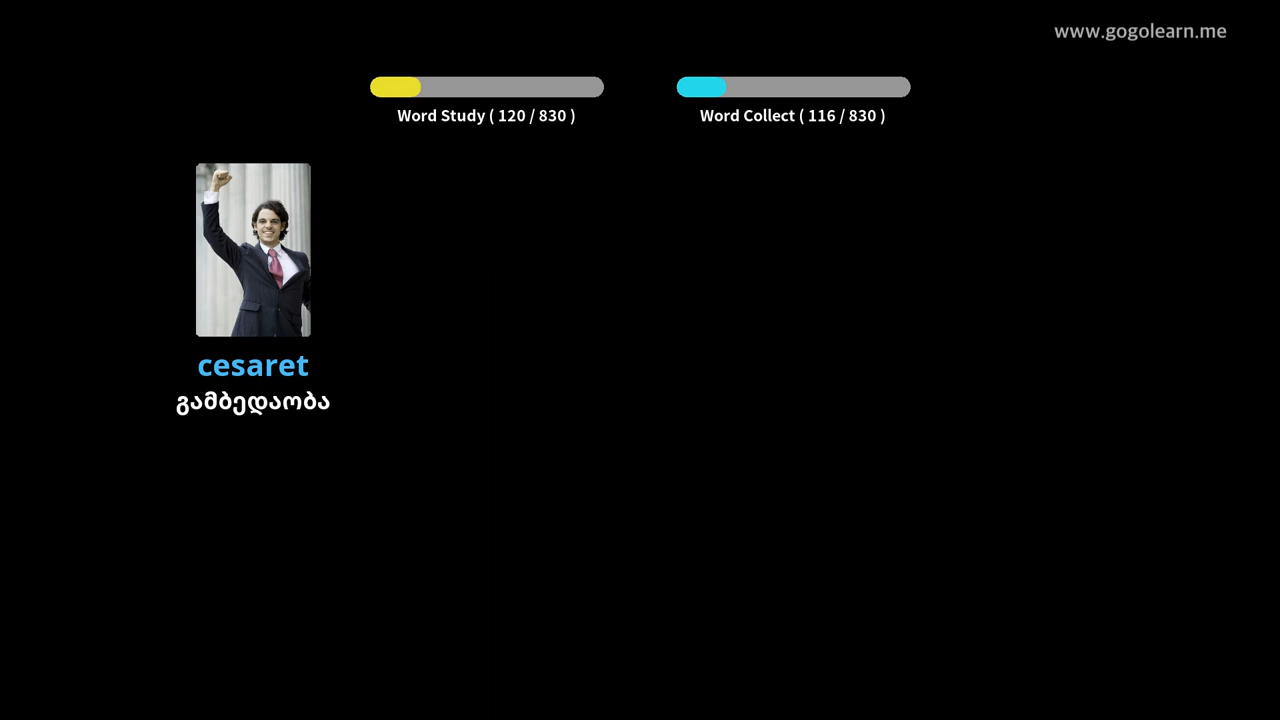 www.gogolearn.me
Word Study ( 120 / 830 )
Word Collect ( 116 / 830 )
cesaret
გამბედაობა